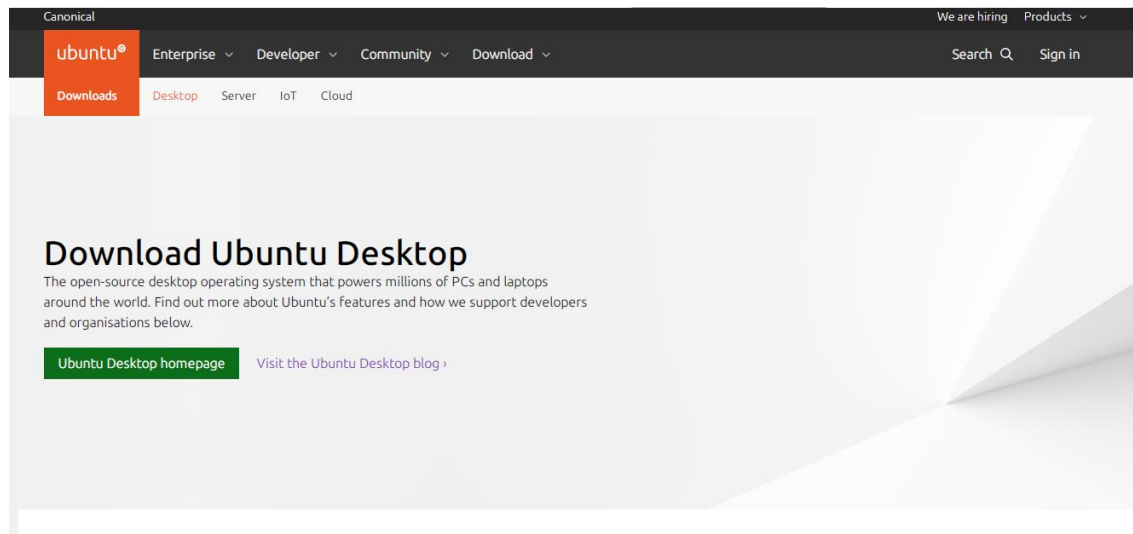 Canonical We are hiring Products
ubuntu® Enterprise Developer Community Download Search Sign in
Downloads Desktop Server IoT Cloud
Download Ubuntu Desktop
The open-source desktop operating system that powers millions of PCs and laptops
around the world. Find out more about Ubuntu’s features and how we support developers
and organisations below.
Ubuntu Desktop homepage Visit the Ubuntu Desktop blog ›